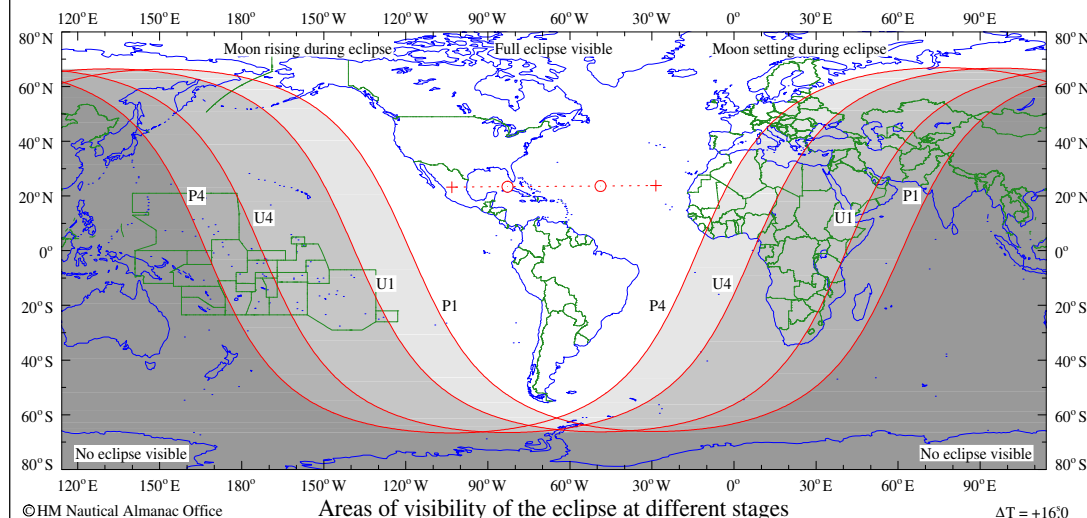 120° E 150° E 180° 150° W 120° W 90° W 60° W 30° W 0° 30° E 60° E 90° E
80° N 80° N
Moon rising during eclipse Full eclipse visible Moon setting during eclipse
60° N 60° N
40° N 40° N
20° N 20° N
P4 U4 U1 P1
0° 0°
U1 P1 P4 U4
20° S 20° S
40° S 40° S
60° S 60° S
No eclipse visible No eclipse visible
80° S 80° S
120° E 150° E 180° 150° W 120° W 90° W 60° W 30° W 0° 30° E 60° E 90° E
©HM Nautical Almanac Office Areas of visibility of the eclipse at different stages ΔT = +16ˢ.0